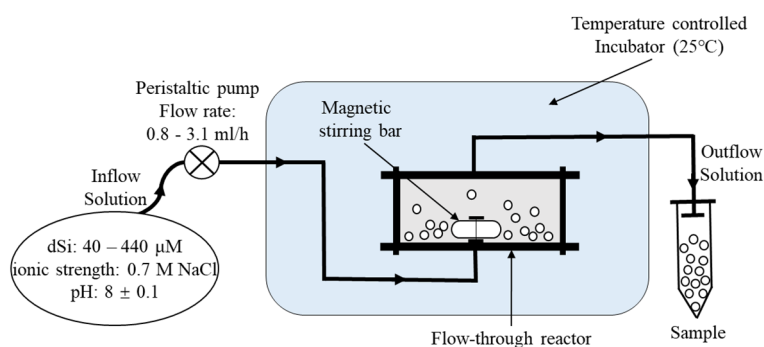 Temperature controlled
Incubator (25°C)
Peristaltic pump
Flow rate:
0.8 - 3.1 ml/h
Magnetic
stirring bar
Inflow
Solution
Outflow
Solution
dSi: 40 – 440 μM
ionic strength: 0.7 M NaCl
pH: 8 ± 0.1
Flow-through reactor
Sample